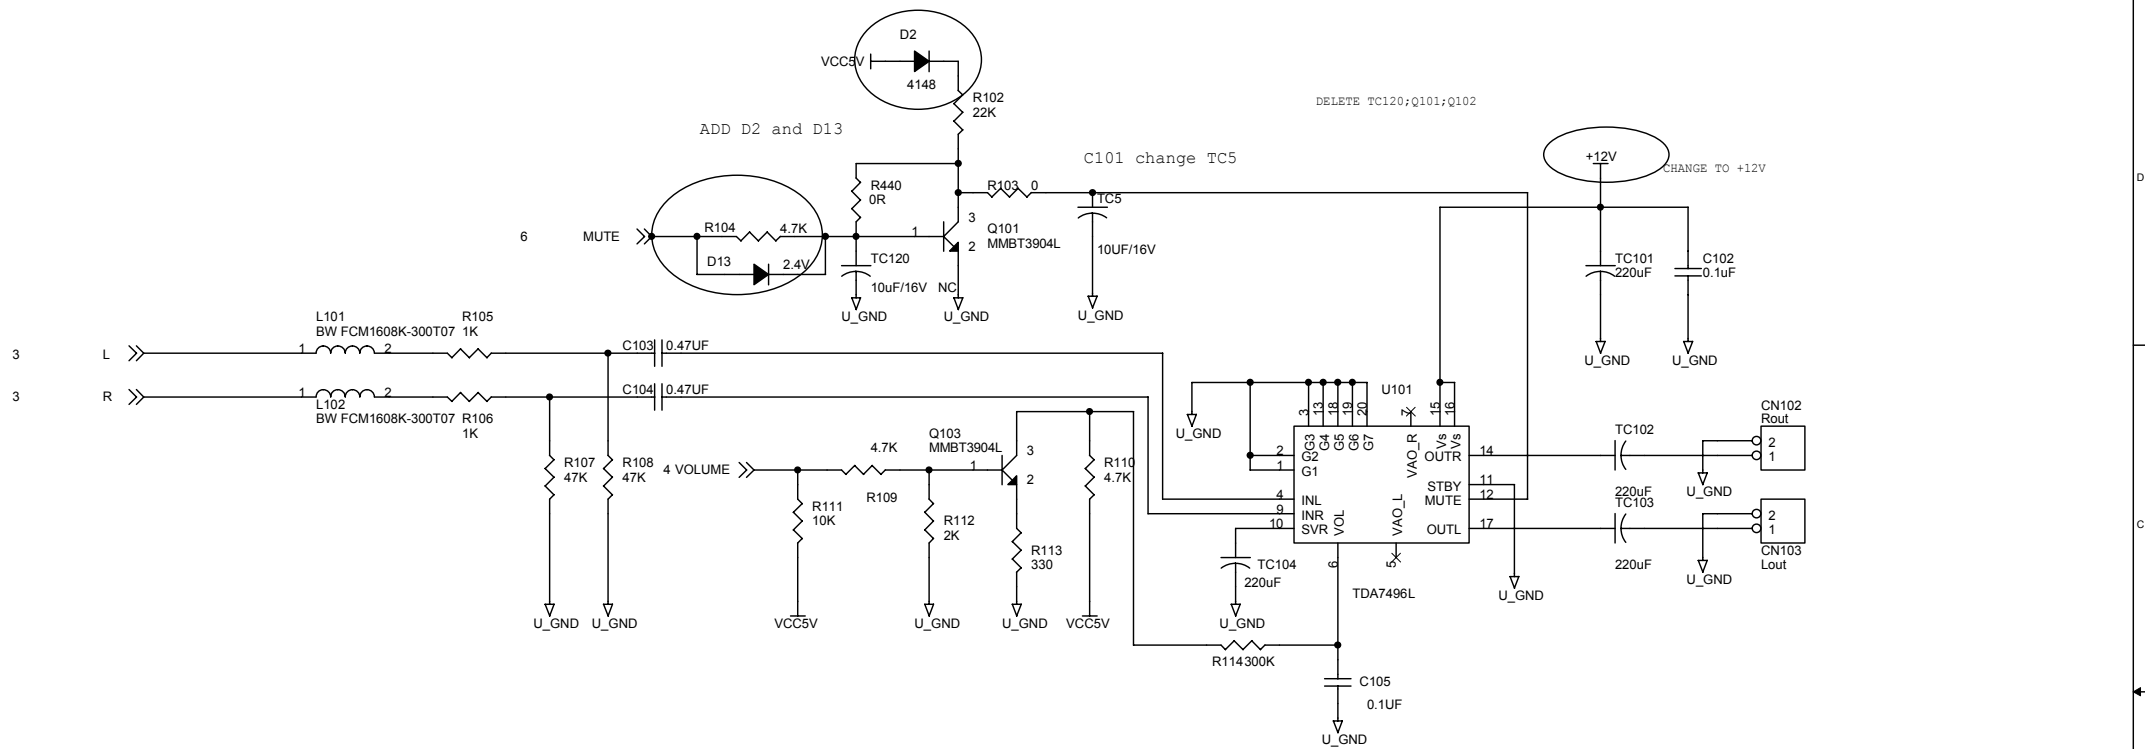 D2
VCC5V
4148
R102
22K
DELETE TC120;Q101;Q102
ADD D2 and D13
C101 change TC5
+12V
CHANGE TO +12V
D
R440
0R
R103 0
TC5
6 MUTE
R104 4.7K
1
3
2
Q101
MMBT3904L
10UF/16V
D13 2.4V
TC120
10uF/16V NC
TC101
220uF
C102
0.1uF
U_GND
U_GND
U_GND
U_GND
U_GND
L101
BW FCM1608K-300T07
R105
1K
3 L
1 2
C103 0.47UF
3 R
1 2
C104 0.47UF
L102
BW FCM1608K-300T07
R106
1K
U_GND
U101
3 13 18 19 20
7
15 16
G3 G4 G5 G6 G7
VAO_R
Vs Vs
2 G2
1 G1
OUTR 14
STBY 11
MUTE 12
4 INL
9 INR
10 SVR
VOL
VAO_L
OUTL 17
6
5
TDA7496L
TC102
220uF
CN102
Rout
2
1
U_GND
TC103
220uF
2
1
CN103
Lout
U_GND
U_GND
R107
47K
R108
47K
4 VOLUME
4.7K
R109
Q103
MMBT3904L
1
3
2
R110
4.7K
R111
10K
R112
2K
R113
330
TC104
220uF
U_GND
U_GND
VCC5V
U_GND
U_GND
VCC5V
U_GND
R114 300K
C105
0.1UF
U_GND
C